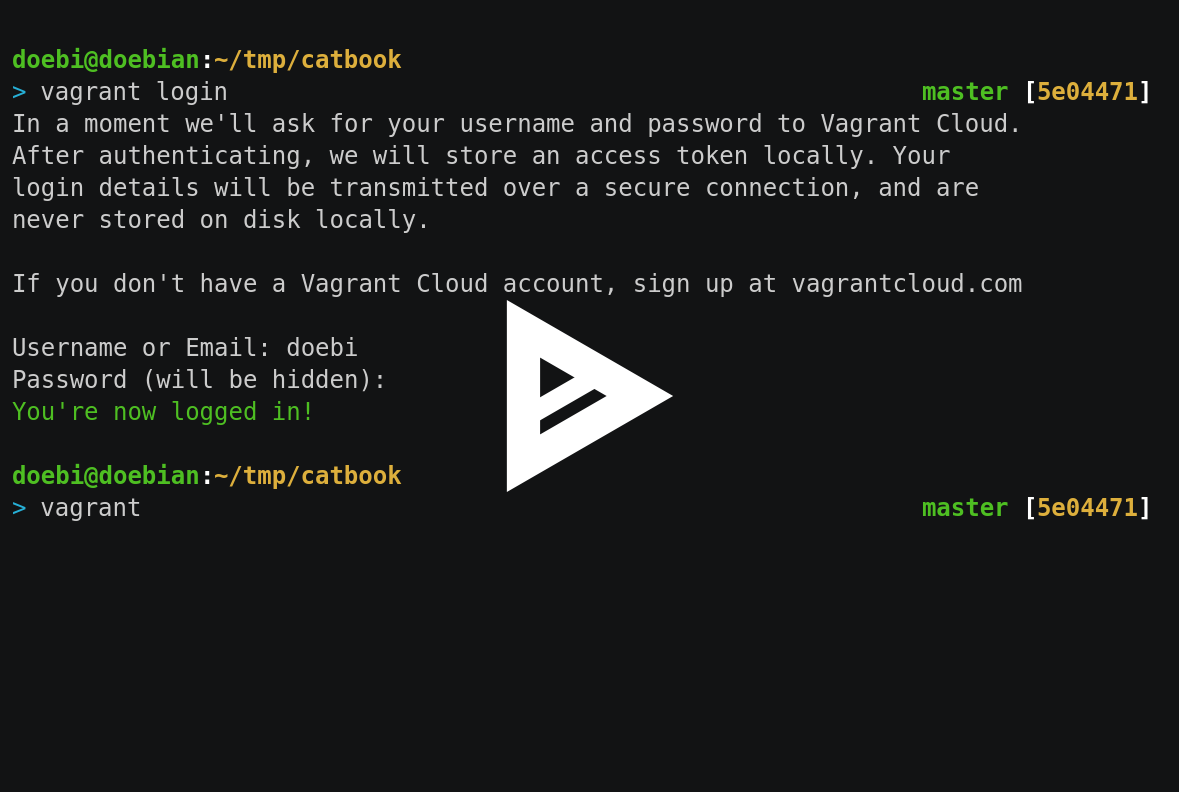 doebi@doebian:~/tmp/catbook
> vagrant login master [5e04471]
In a moment we'll ask for your username and password to Vagrant Cloud.
After authenticating, we will store an access token locally. Your
login details will be transmitted over a secure connection, and are
never stored on disk locally.
If you don't have a Vagrant Cloud account, sign up at vagrantcloud.com
Username or Email: doebi
Password (will be hidden):
You're now logged in!
doebi@doebian:~/tmp/catbook
> vagrant master [5e04471]